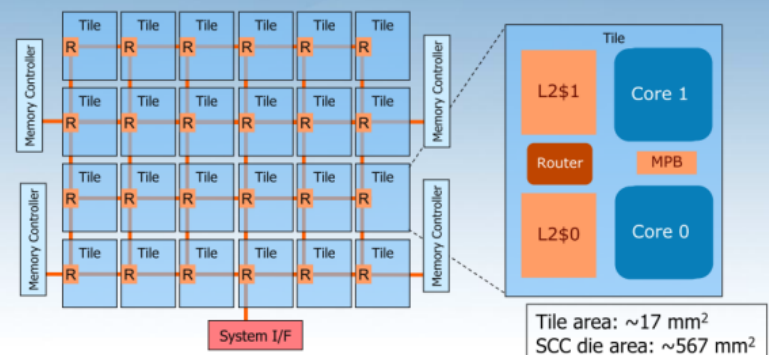 Tile Tile Tile Tile Tile Tile
R R R R R R
Memory Controller
Memory Controller
Tile Tile Tile Tile Tile Tile
R R R R R R
Tile Tile Tile Tile Tile Tile
R R R R R R
Memory Controller
Memory Controller
Tile Tile Tile Tile Tile Tile
R R R R R R
System I/F
Tile
L2$1
Core 1
Router
MPB
L2$0
Core 0
Tile area: ~17 mm²
SCC die area: ~567 mm²